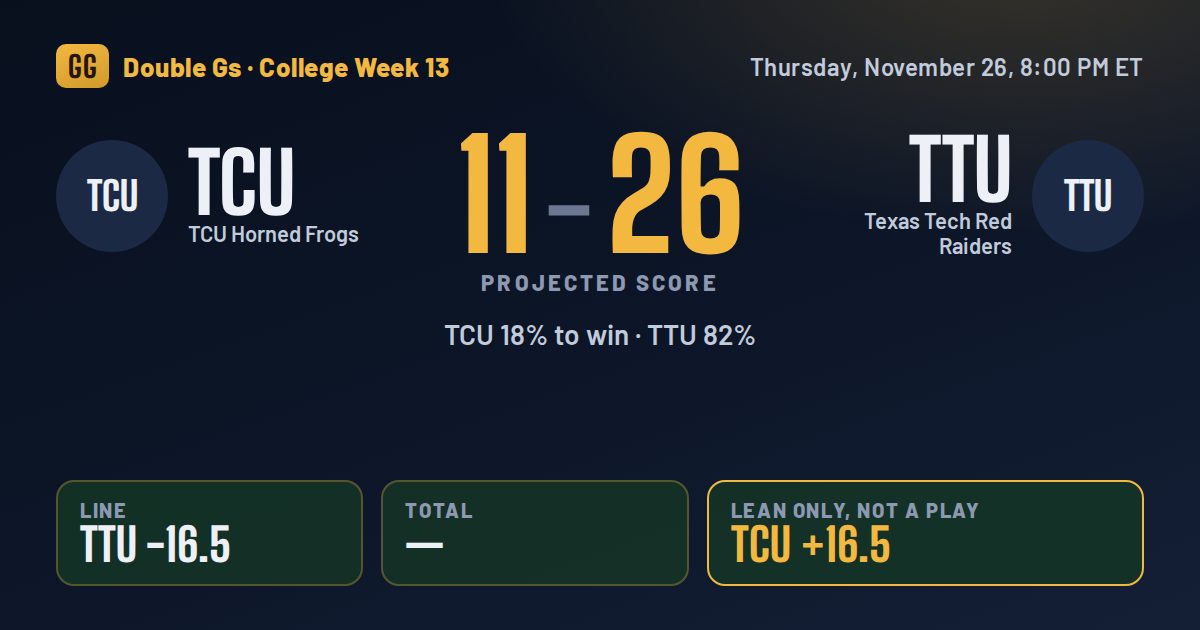 GG
Double Gs · College Week 13
Thursday, November 26, 8:00 PM ET
TCU
TCU
TCU Horned Frogs
11 – 26
PROJECTED SCORE
TCU 18% to win · TTU 82%
TTU
Texas Tech Red
Raiders
TTU
LINE
TTU −16.5
TOTAL
—
LEAN ONLY, NOT A PLAY
TCU +16.5